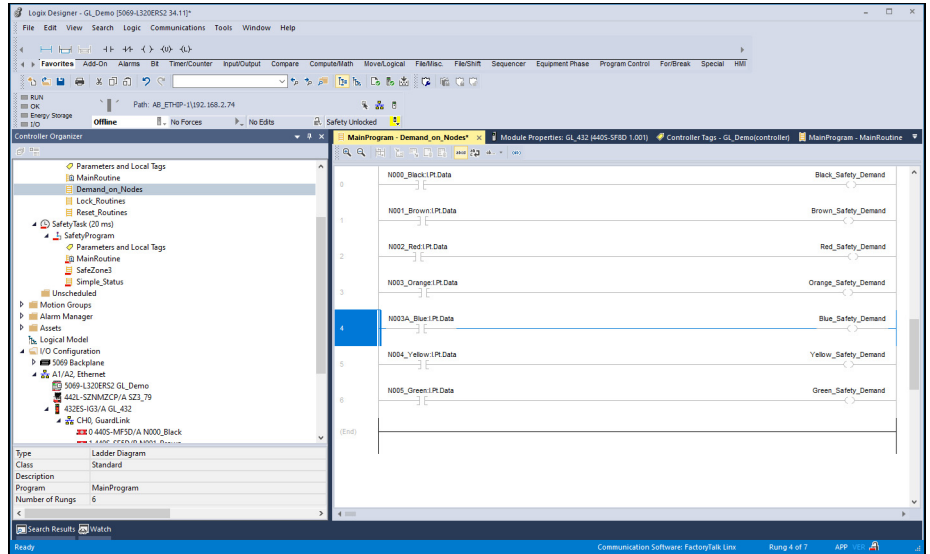 Logix Designer - GL_Demo [5069-L320ERS2 34.11]*
File Edit View Search Logic Communications Tools Window Help
Favorites Add-On Alarms Bit Timer/Counter Input/Output Compare Compute/Math Move/Logical File/Misc. File/Shift Sequencer Equipment Phase Program Control For/Break Special HMI
RUN
OK
Energy Storage
I/O
Path: AB_ETHIP-1\192.168.2.74
Offline No Forces No Edits Safety Unlocked
Controller Organizer
MainProgram - Demand_on_Nodes* Module Properties: GL_432 (440S-SF8D 1.001) Controller Tags - GL_Demo(controller) MainProgram - MainRoutine
Parameters and Local Tags
MainRoutine
Demand_on_Nodes
Lock_Routines
Reset_Routines
SafetyTask (20 ms)
SafetyProgram
Parameters and Local Tags
MainRoutine
SafeZone3
Simple_Status
Unscheduled
Motion Groups
Alarm Manager
Assets
Logical Model
I/O Configuration
5069 Backplane
A1/A2, Ethernet
5069-L320ERS2 GL_Demo
442L-SZNMZCP/A SZ3_79
432ES-IG3/A GL_432
CH0, GuardLink
0 440S-MF5D/A N000_Black
1 440S-SF5D/A N001_Brown
Type Ladder Diagram
Class Standard
Description
Program MainProgram
Number of Rungs 6
0 N000_Black:I.Pt.Data Black_Safety_Demand
1 N001_Brown:I.Pt.Data Brown_Safety_Demand
2 N002_Red:I.Pt.Data Red_Safety_Demand
3 N003_Orange:I.Pt.Data Orange_Safety_Demand
4 N003A_Blue:I.Pt.Data Blue_Safety_Demand
5 N004_Yellow:I.Pt.Data Yellow_Safety_Demand
6 N005_Green:I.Pt.Data Green_Safety_Demand
(End)
Search Results Watch
Ready Communication Software: FactoryTalk Linx Rung 4 of 7 APP VER